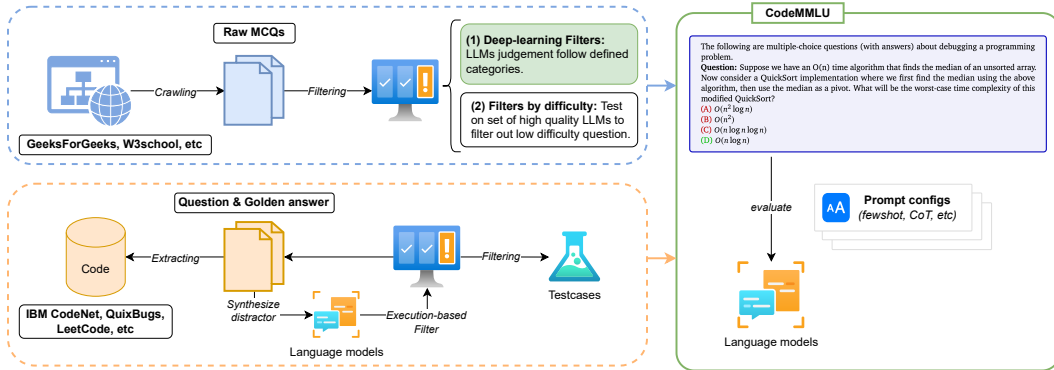 Raw MCQs
Crawling
Filtering
GeeksForGeeks, W3school, etc
(1) Deep-learning Filters:
LLMs judgement follow defined
categories.
(2) Filters by difficulty: Test
on set of high quality LLMs to
filter out low difficulty question.
Question & Golden answer
Code
Extracting
Filtering
Testcases
IBM CodeNet, QuixBugs,
LeetCode, etc
Synthesize
distractor
Execution-based
Filter
Language models
CodeMMLU
The following are multiple-choice questions (with answers) about debugging a programming
problem.
Question: Suppose we have an O(n) time algorithm that finds the median of an unsorted array.
Now consider a QuickSort implementation where we first find the median using the above
algorithm, then use the median as a pivot. What will be the worst-case time complexity of this
modified QuickSort?
(A) O(n² log n)
(B) O(n²)
(C) O(n log n log n)
(D) O(n log n)
evaluate
AA
Prompt configs
(fewshot, CoT, etc)
Language models